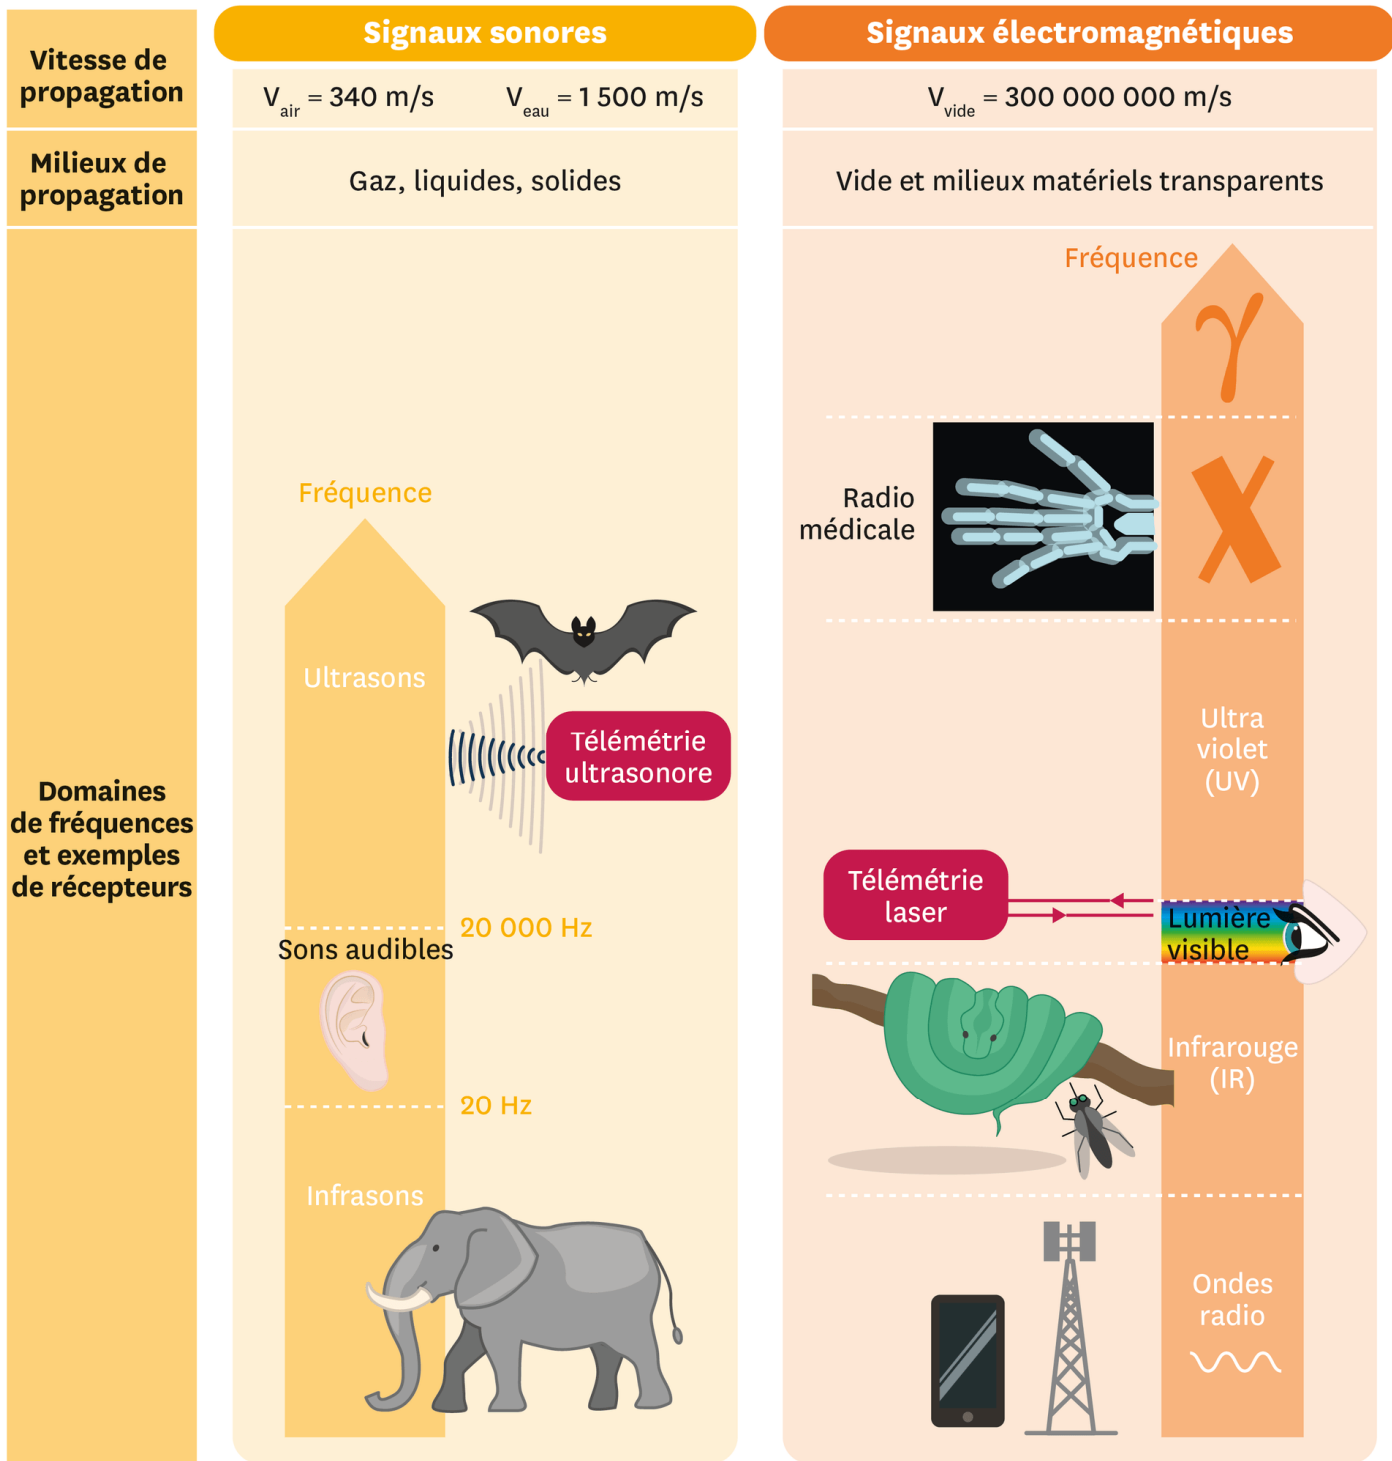 Vitesse de
propagation
Signaux sonores
Signaux électromagnétiques
Vair = 340 m/s
Veau = 1 500 m/s
Vvide = 300 000 000 m/s
Milieux de
propagation
Gaz, liquides, solides
Vide et milieux matériels transparents
Domaines
de fréquences
et exemples
de récepteurs
Fréquence
Ultrasons
Télémétrie
ultrasonore
20 000 Hz
Sons audibles
20 Hz
Infrasons
Fréquence
γ
Radio
médicale
X
Ultra
violet
(UV)
Télémétrie
laser
Lumière
visible
Infrarouge
(IR)
Ondes
radio